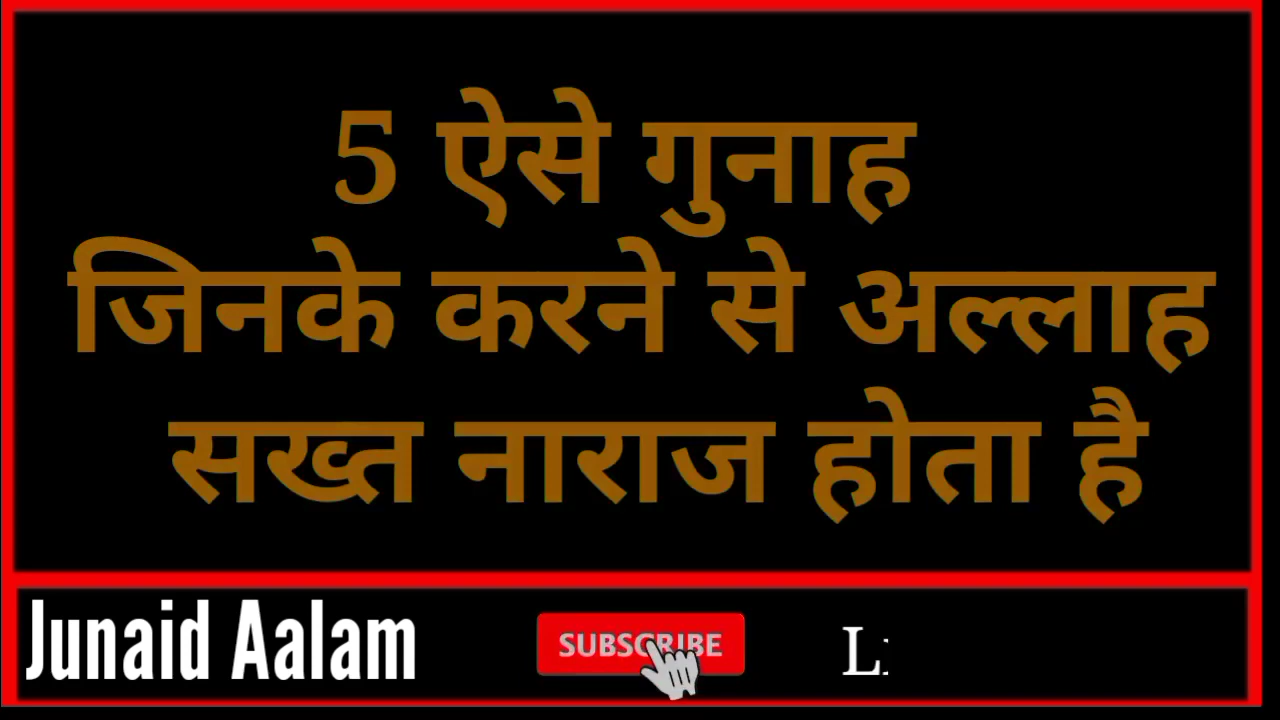 5 ऐसे गुनाह
जिनके करने से अल्लाह
सख्त नाराज होता है
Junaid Aalam
SUBSCRIBE